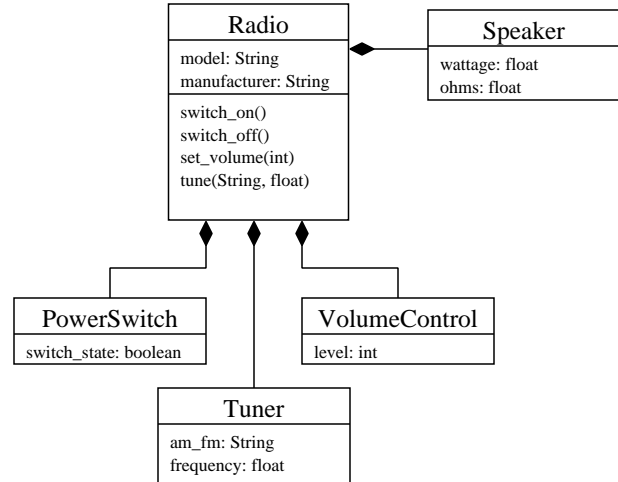 Radio
model: String
manufacturer: String
switch_on()
switch_off()
set_volume(int)
tune(String, float)
Speaker
wattage: float
ohms: float
PowerSwitch
switch_state: boolean
VolumeControl
level: int
Tuner
am_fm: String
frequency: float